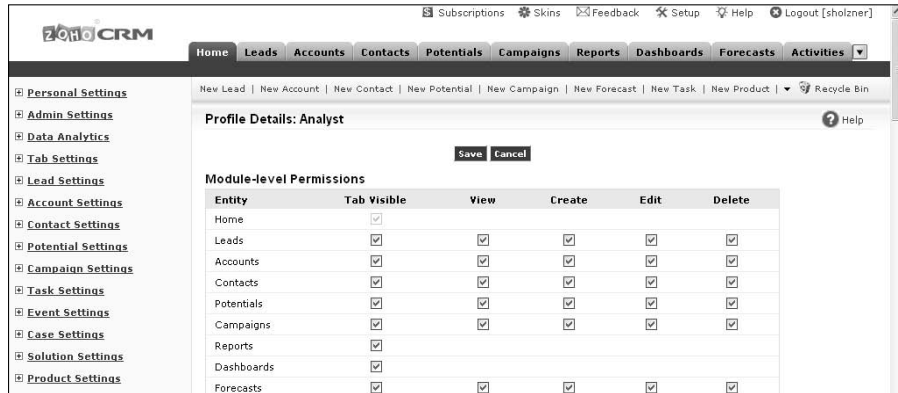 Subscriptions Skins Feedback Setup Help Logout [sholzner]
ZOHO CRM
Home Leads Accounts Contacts Potentials Campaigns Reports Dashboards Forecasts Activities
New Lead | New Account | New Contact | New Potential | New Campaign | New Forecast | New Task | New Product | Recycle Bin
Personal Settings
Admin Settings
Data Analytics
Tab Settings
Lead Settings
Account Settings
Contact Settings
Potential Settings
Campaign Settings
Task Settings
Event Settings
Case Settings
Solution Settings
Product Settings
Profile Details: Analyst
Help
Save Cancel
Module-level Permissions
Entity Tab Visible View Create Edit Delete
Home
Leads
Accounts
Contacts
Potentials
Campaigns
Reports
Dashboards
Forecasts